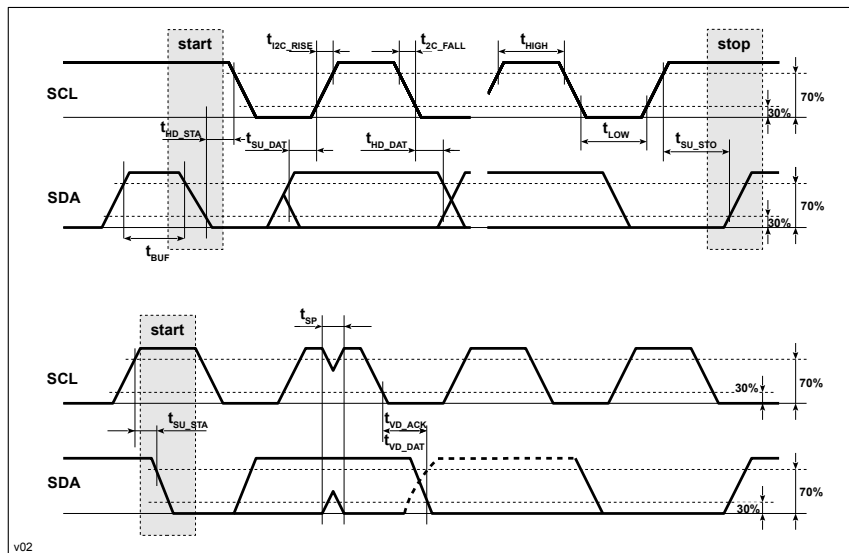 start
t_I2C_RISE
t_2C_FALL
t_HIGH
stop
SCL
70%
30%
t_HD_STA
t_SU_DAT
t_HD_DAT
t_LOW
t_SU_STO
SDA
70%
30%
t_BUF
start
t_SP
SCL
30%
70%
t_SU_STA
t_VD_ACK
t_VD_DAT
SDA
70%
30%
v02